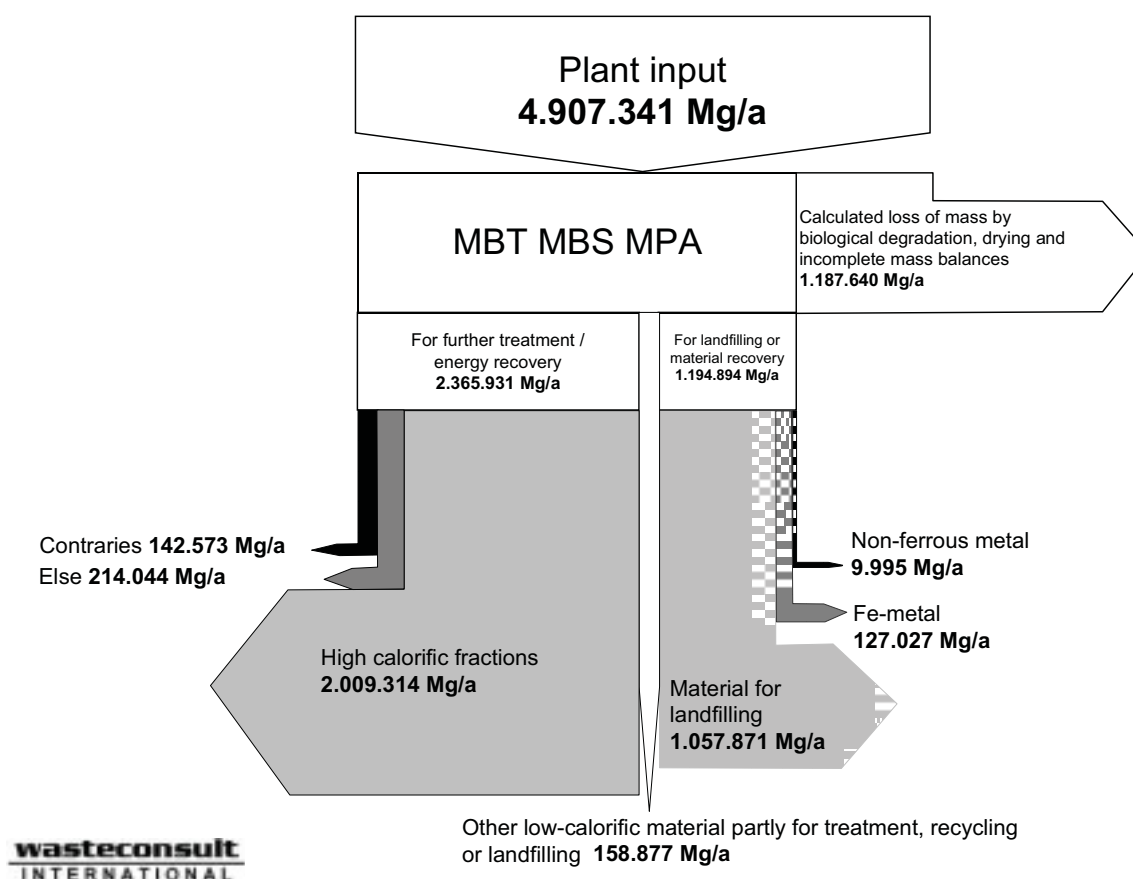 Plant input
4.907.341 Mg/a
MBT MBS MPA
Calculated loss of mass by
biological degradation, drying and
incomplete mass balances
1.187.640 Mg/a
For further treatment /
energy recovery
2.365.931 Mg/a
For landfilling or
material recovery
1.194.894 Mg/a
Contraries 142.573 Mg/a
Else 214.044 Mg/a
Non-ferrous metal
9.995 Mg/a
Fe-metal
127.027 Mg/a
High calorific fractions
2.009.314 Mg/a
Material for
landfilling
1.057.871 Mg/a
Other low-calorific material partly for treatment, recycling
or landfilling 158.877 Mg/a
wasteconsult
INTERNATIONAL